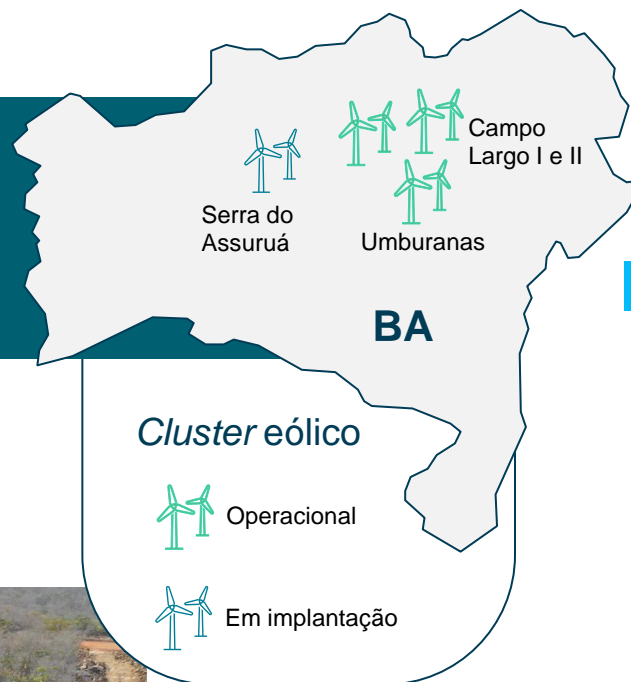 Campo
Largo I e II
Serra do
Assuruá
Umburanas
BA
Cluster eólico
Operacional
Em implantação